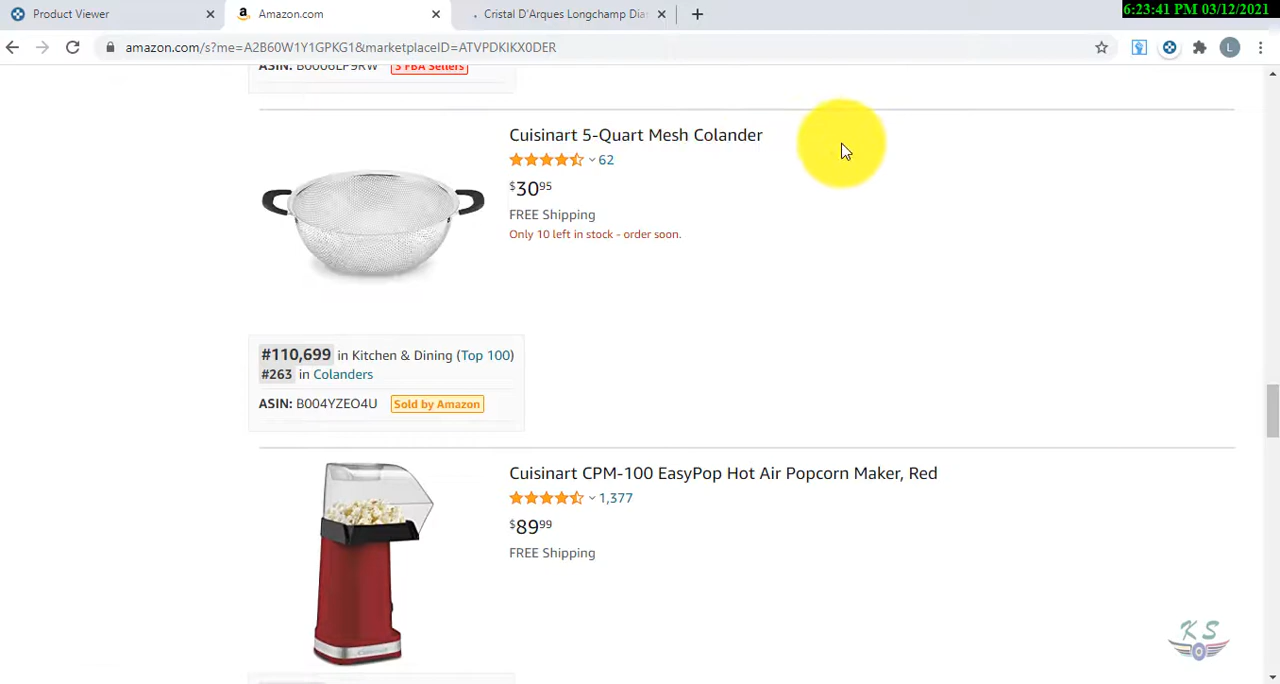 6:23:41 PM 03/12/2021
Product Viewer
Amazon.com
Cristal D'Arques Longchamp Dia
amazon.com/s?me=A2B60W1Y1GPKG1&marketplaceID=ATVPDKIKX0DER
L
ASIN: B0006LF9RW 3 FBA Sellers
Cuisinart 5-Quart Mesh Colander
62
$30.95
FREE Shipping
Only 10 left in stock - order soon.
#110,699 in Kitchen & Dining (Top 100)
#263 in Colanders
ASIN: B004YZEO4U Sold by Amazon
Cuisinart CPM-100 EasyPop Hot Air Popcorn Maker, Red
1,377
$89.99
FREE Shipping
KS